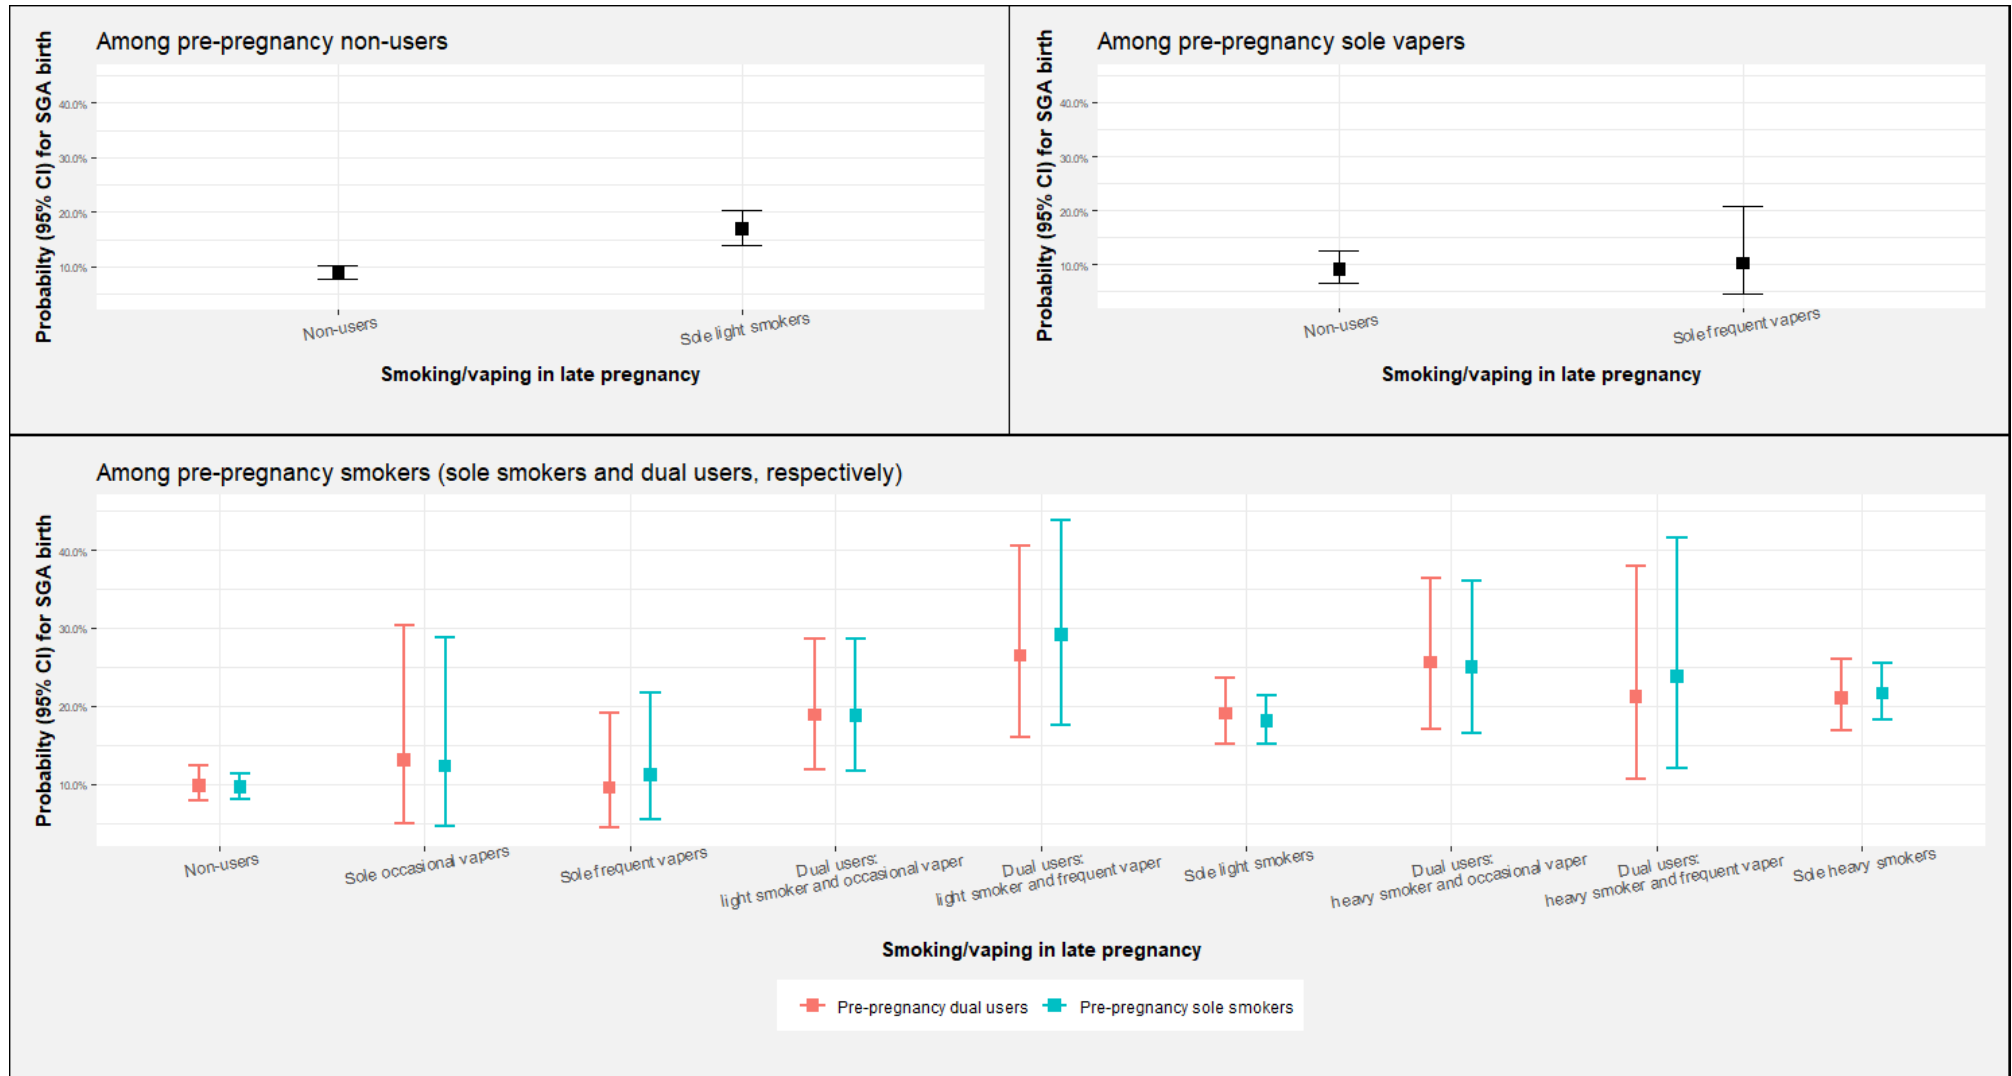 Among pre-pregnancy non-users
Probabilty (95% CI) for SGA birth
40.0%
30.0%
20.0%
10.0%
Non-users
Sole light smokers
Smoking/vaping in late pregnancy
Among pre-pregnancy sole vapers
Probabilty (95% CI) for SGA birth
40.0%
30.0%
20.0%
10.0%
Non-users
Sole frequent vapers
Smoking/vaping in late pregnancy
Among pre-pregnancy smokers (sole smokers and dual users, respectively)
Probabilty (95% CI) for SGA birth
40.0%
30.0%
20.0%
10.0%
Non-users
Sole occasional vapers
Sole frequent vapers
Dual users:
light smoker and occasional vaper
Dual users:
light smoker and frequent vaper
Sole light smokers
Dual users:
heavy smoker and occasional vaper
Dual users:
heavy smoker and frequent vaper
Sole heavy smokers
Smoking/vaping in late pregnancy
Pre-pregnancy dual users
Pre-pregnancy sole smokers